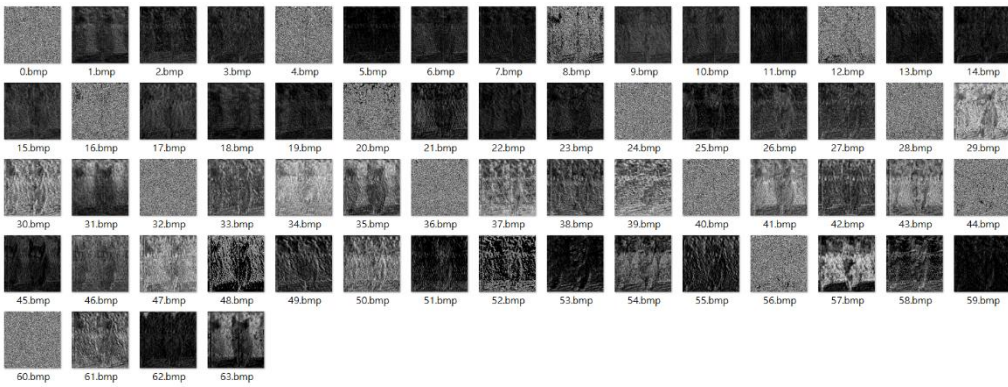 0.bmp 1.bmp 2.bmp 3.bmp 4.bmp 5.bmp 6.bmp 7.bmp 8.bmp 9.bmp 10.bmp 11.bmp 12.bmp 13.bmp 14.bmp
15.bmp 16.bmp 17.bmp 18.bmp 19.bmp 20.bmp 21.bmp 22.bmp 23.bmp 24.bmp 25.bmp 26.bmp 27.bmp 28.bmp 29.bmp
30.bmp 31.bmp 32.bmp 33.bmp 34.bmp 35.bmp 36.bmp 37.bmp 38.bmp 39.bmp 40.bmp 41.bmp 42.bmp 43.bmp 44.bmp
45.bmp 46.bmp 47.bmp 48.bmp 49.bmp 50.bmp 51.bmp 52.bmp 53.bmp 54.bmp 55.bmp 56.bmp 57.bmp 58.bmp 59.bmp
60.bmp 61.bmp 62.bmp 63.bmp